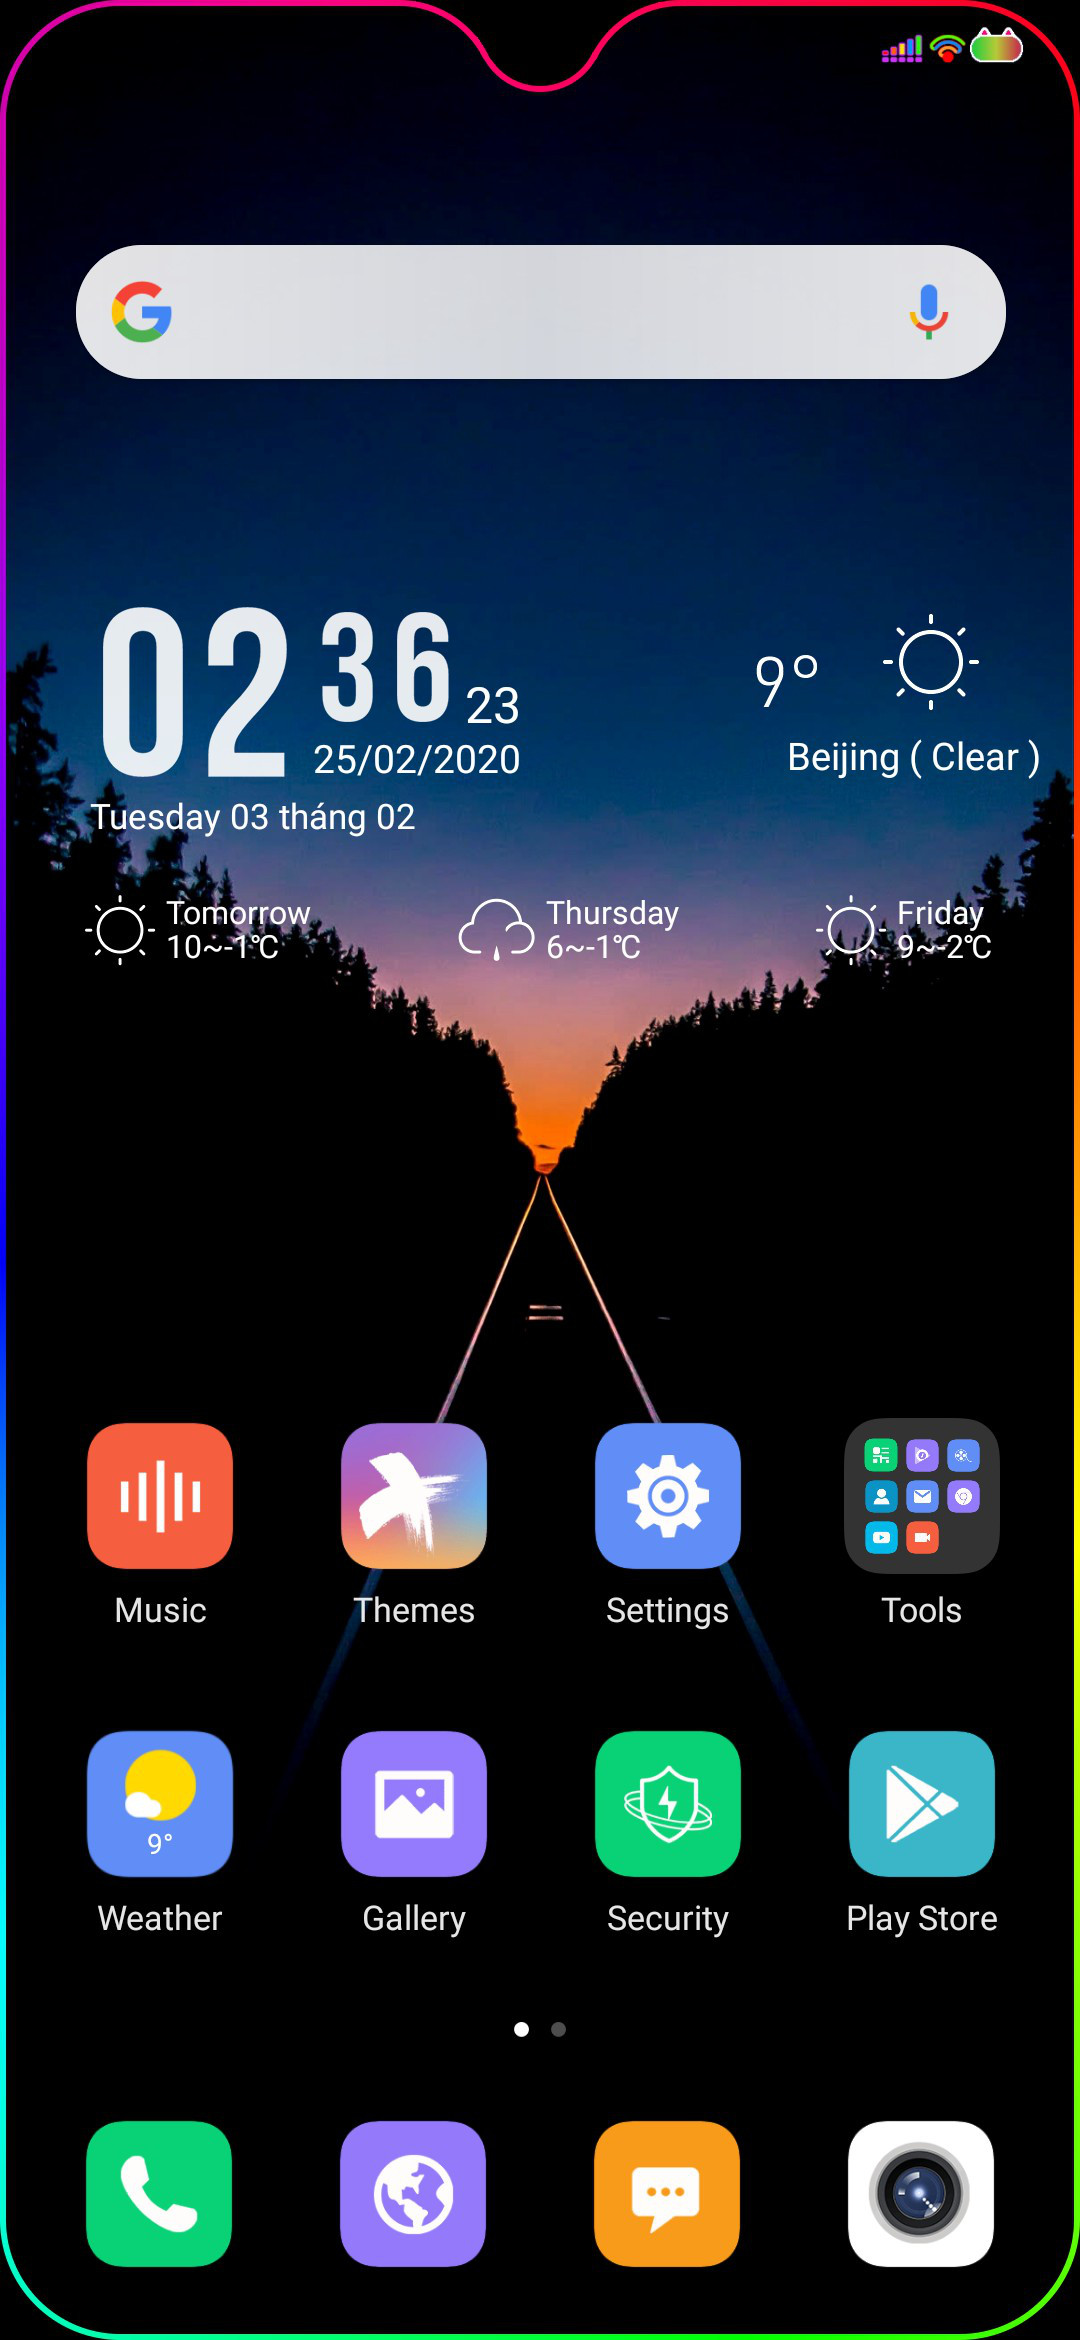 02 36 23
25/02/2020
Tuesday 03 tháng 02
9°
Beijing ( Clear )
Tomorrow
10~-1℃
Thursday
6~-1℃
Friday
9~-2℃
Music
Themes
Settings
Tools
9°
Weather
Gallery
Security
Play Store